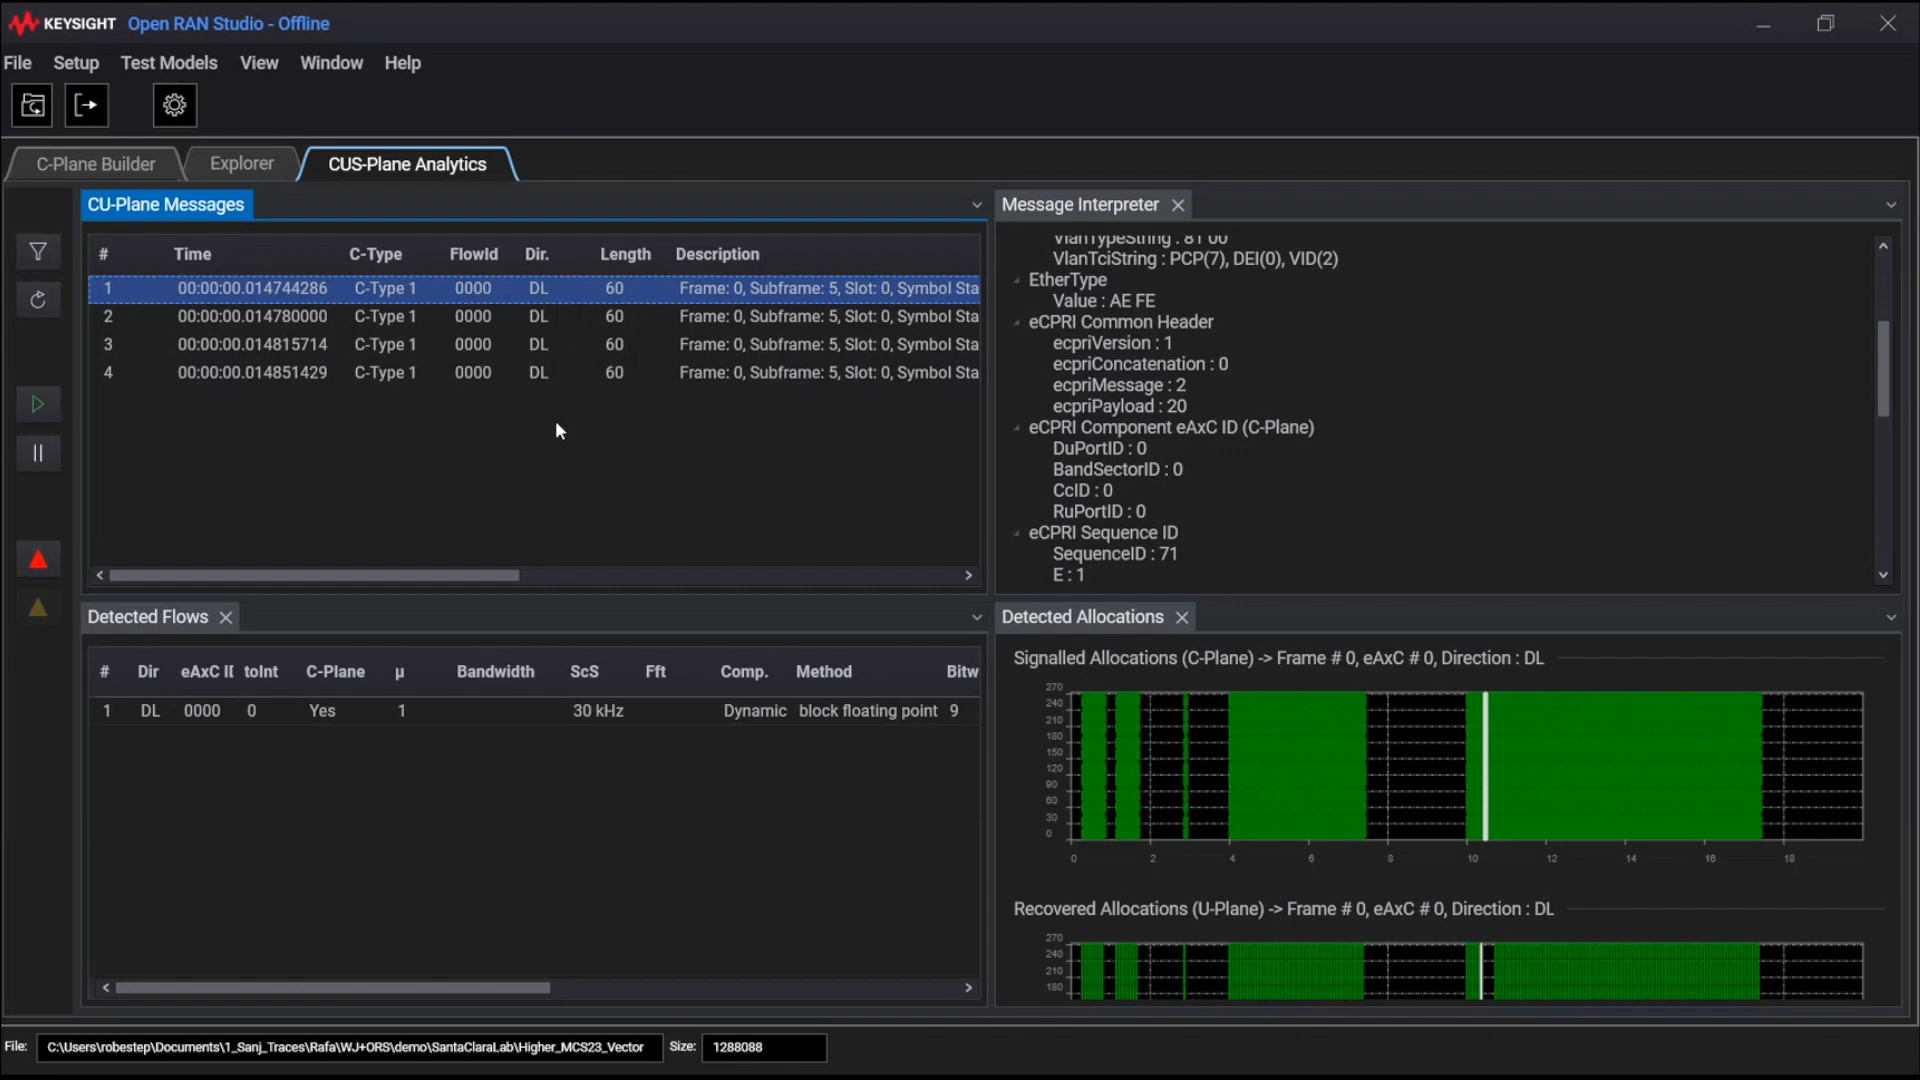 KEYSIGHT Open RAN Studio - Offline
File Setup Test Models View Window Help
C-Plane Builder Explorer CUS-Plane Analytics
CU-Plane Messages
# Time C-Type FlowId Dir. Length Description
1 00:00:00.014744286 C-Type 1 0000 DL 60 Frame: 0, Subframe: 5, Slot: 0, Symbol Sta
2 00:00:00.014780000 C-Type 1 0000 DL 60 Frame: 0, Subframe: 5, Slot: 0, Symbol Sta
3 00:00:00.014815714 C-Type 1 0000 DL 60 Frame: 0, Subframe: 5, Slot: 0, Symbol Sta
4 00:00:00.014851429 C-Type 1 0000 DL 60 Frame: 0, Subframe: 5, Slot: 0, Symbol Sta
Message Interpreter
VlanTypeString : 81 00
VlanTciString : PCP(7), DEI(0), VID(2)
EtherType
Value : AE FE
eCPRI Common Header
ecpriVersion : 1
ecpriConcatenation : 0
ecpriMessage : 2
ecpriPayload : 20
eCPRI Component eAxC ID (C-Plane)
DuPortID : 0
BandSectorID : 0
CcID : 0
RuPortID : 0
eCPRI Sequence ID
SequenceID : 71
E : 1
Detected Flows
# Dir eAxC ID toInt C-Plane µ Bandwidth ScS Fft Comp. Method Bitw
1 DL 0000 0 Yes 1 30 kHz Dynamic block floating point 9
Detected Allocations
Signalled Allocations (C-Plane) -> Frame # 0, eAxC # 0, Direction : DL
270
240
210
180
150
120
90
60
30
0
0 2 4 6 8 10 12 14 16 18
Recovered Allocations (U-Plane) -> Frame # 0, eAxC # 0, Direction : DL
270
240
210
180
File: C:\Users\robestep\Documents\1_Sanj_Traces\Rafa\WJ+ORS\demo\SantaClaraLab\Higher_MCS23_Vector Size: 1288088